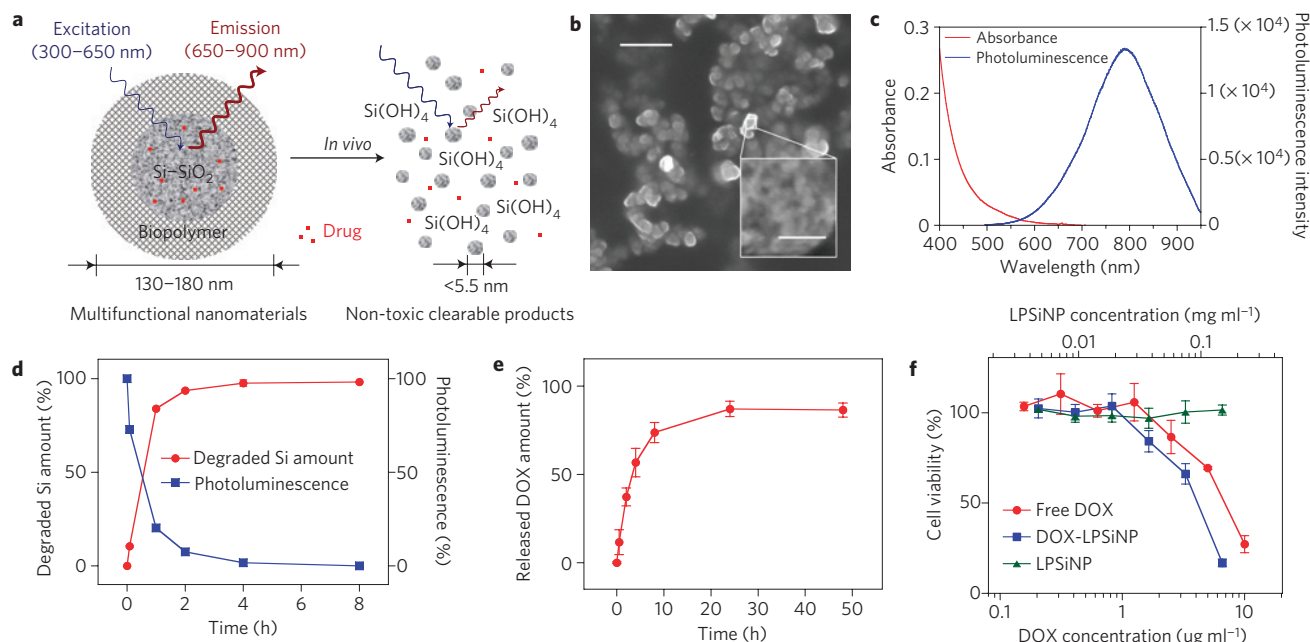 a
Excitation
(300–650 nm)
Emission
(650–900 nm)
Si–SiO2
Biopolymer
Drug
130–180 nm
Multifunctional nanomaterials
In vivo
Si(OH)4
Si(OH)4
Si(OH)4
Si(OH)4
Si(OH)4
<5.5 nm
Non-toxic clearable products
b
c
Absorbance
Photoluminescence
0.3
0.2
0.1
0
Absorbance
400
500
600
700
800
900
Wavelength (nm)
1.5 (×10⁴)
1 (×10⁴)
0.5(×10⁴)
0
Photoluminescence intensity
d
100
50
0
Degraded Si amount (%)
Degraded Si amount
Photoluminescence
100
50
0
Photoluminescence
(%)
0
2
4
6
8
Time (h)
e
100
50
0
Released DOX amount (%)
0
10
20
30
40
50
Time (h)
f
LPSiNP concentration (mg ml⁻¹)
0.01
0.1
100
50
0
Cell viability (%)
Free DOX
DOX-LPSiNP
LPSiNP
0.1
1
10
DOX concentration (µg ml⁻¹)